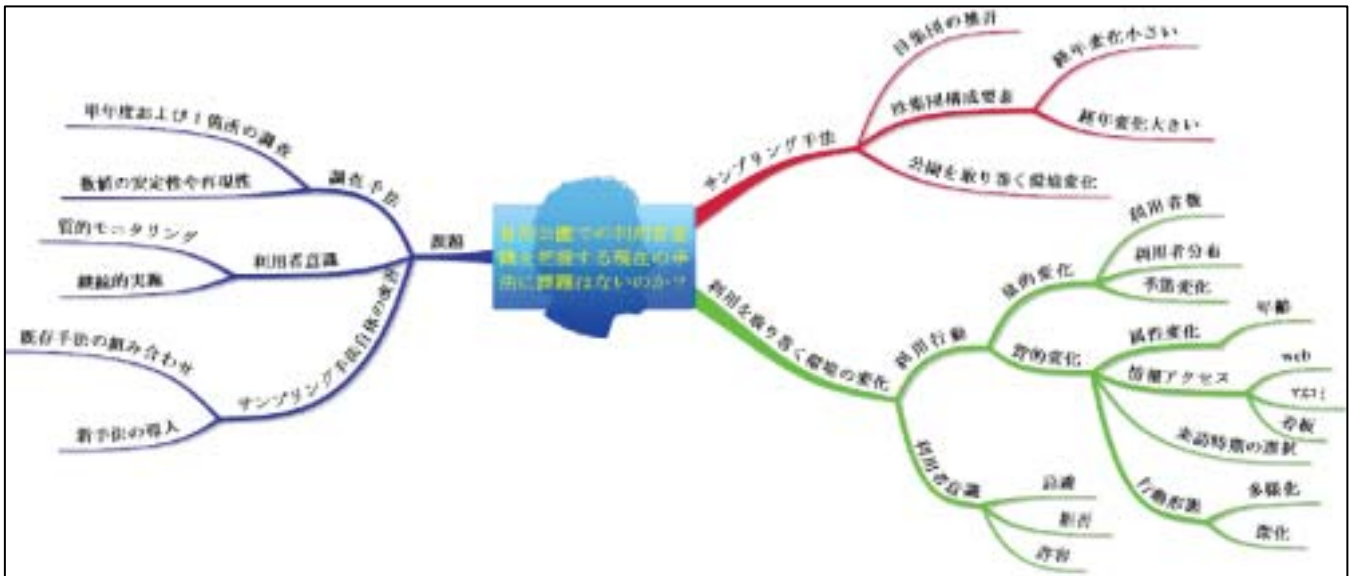 サンプリング手法
母集団の推計
母集団構成要素
経年変化小さい
経年変化大きい
公園を取り巻く環境変化
利用を取り巻く環境の変化
利用行動
量的変化
利用者数
利用者分布
季節変化
質的変化
属性変化
年齢
情報アクセス
web
マスコミ
看板
来訪時期の選択
行動形態
多様化
深化
利用者意識
拒否
許容
自然公園での利用者意
識を把握する現在の手
法に課題はないのか？
課題
調査手法
単年度および1箇所の調査
数値の安定性や再現性
利用者意識
質的モニタリング
継続的実施
サンプリング手法自体の改善
既存手法の組み合わせ
新手法の導入